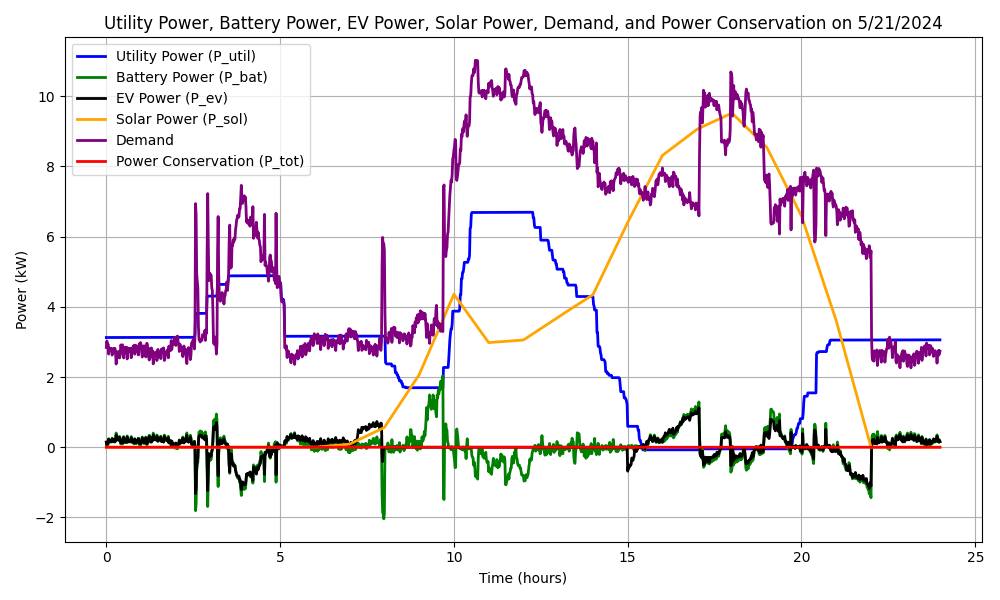 Utility Power, Battery Power, EV Power, Solar Power, Demand, and Power Conservation on 5/21/2024
Utility Power (P_util)
Battery Power (P_bat)
EV Power (P_ev)
Solar Power (P_sol)
Demand
Power Conservation (P_tot)
Power (kW)
10
8
6
4
2
0
−2
0
5
10
15
20
25
Time (hours)